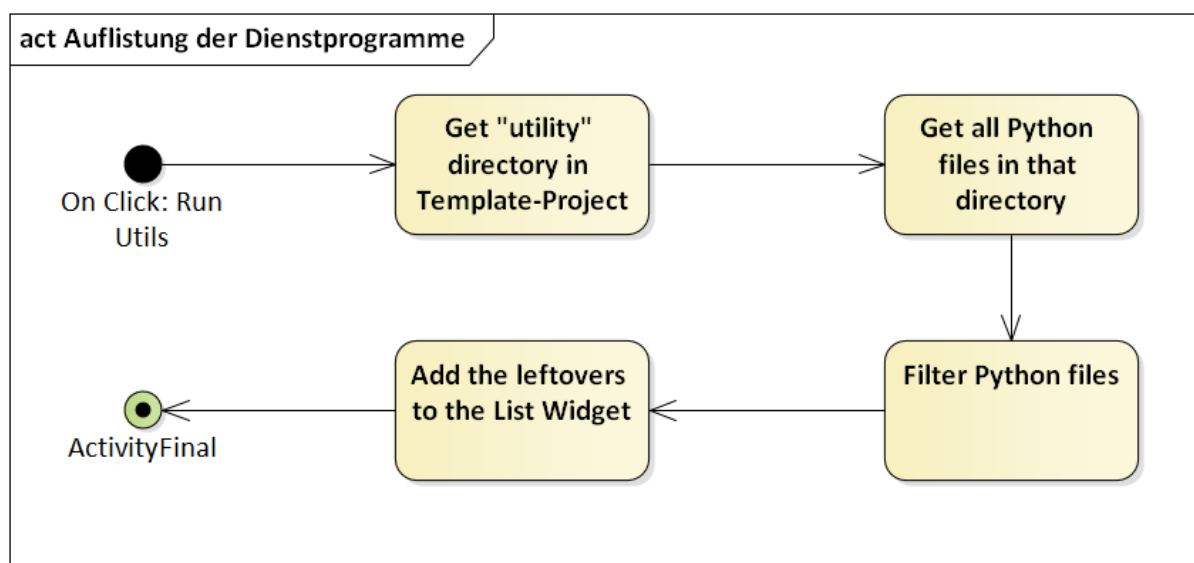 act Auflistung der Dienstprogramme
On Click: Run
Utils
Get "utility"
directory in
Template-Project
Get all Python
files in that
directory
Filter Python files
Add the leftovers
to the List Widget
ActivityFinal